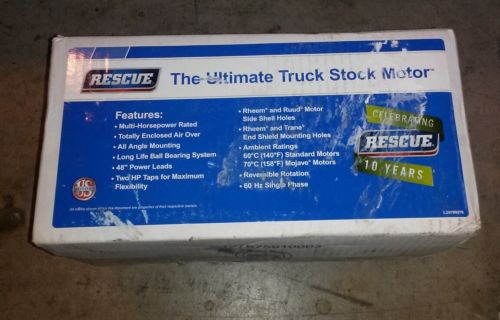 RESCUE
The Ultimate Truck Stock Motor
Features:
• Multi-Horsepower Rated
• Totally Enclosed Air Over
• All Angle Mounting
• Long Life Ball Bearing System
• 48" Power Leads
• Two HP Taps for Maximum
Flexibility
• Rheem® and Ruud® Motor
Side Shell Holes
• Rheem® and Trane®
End Shield Mounting Holes
• Ambient Ratings
60°C (140°F) Standard Motors
70°C (158°F) Mojave® Motors
• Reversible Rotation
• 60 Hz Single Phase
CELEBRATING
RESCUE
10 YEARS